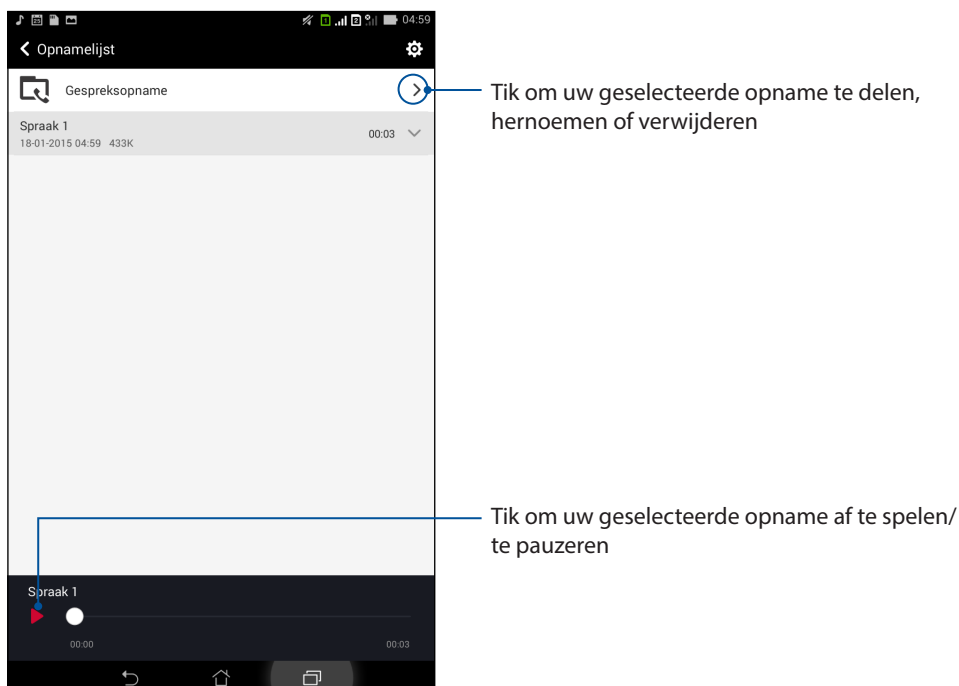 04:59
Opnamelijst
Gespreksopname
Tik om uw geselecteerde opname te delen,
hernoemen of verwijderen
Spraak 1
00:03
18-01-2015 04:59 433K
Tik om uw geselecteerde opname af te spelen/
te pauzeren
Spraak 1
00:00
00:03